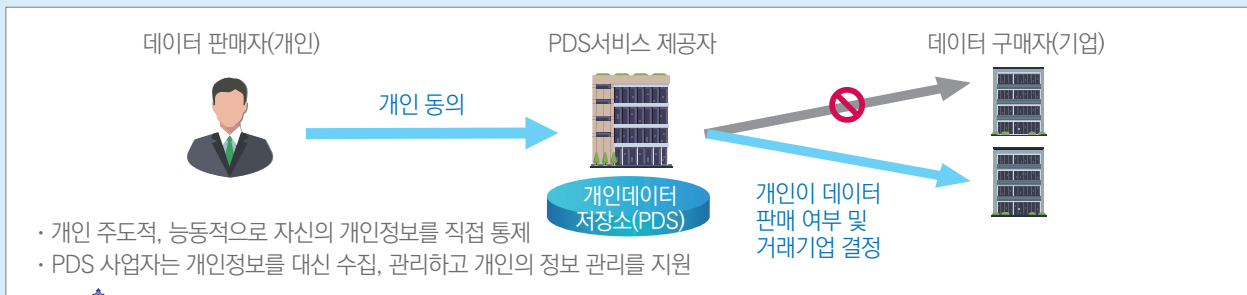 데이터 판매자(개인)
PDS서비스 제공자
데이터 구매자(기업)
개인 동의
개인데이터
저장소(PDS)
개인이 데이터
판매 여부 및
거래기업 결정
· 개인 주도적, 능동적으로 자신의 개인정보를 직접 통제
· PDS 사업자는 개인정보를 대신 수집, 관리하고 개인의 정보 관리를 지원